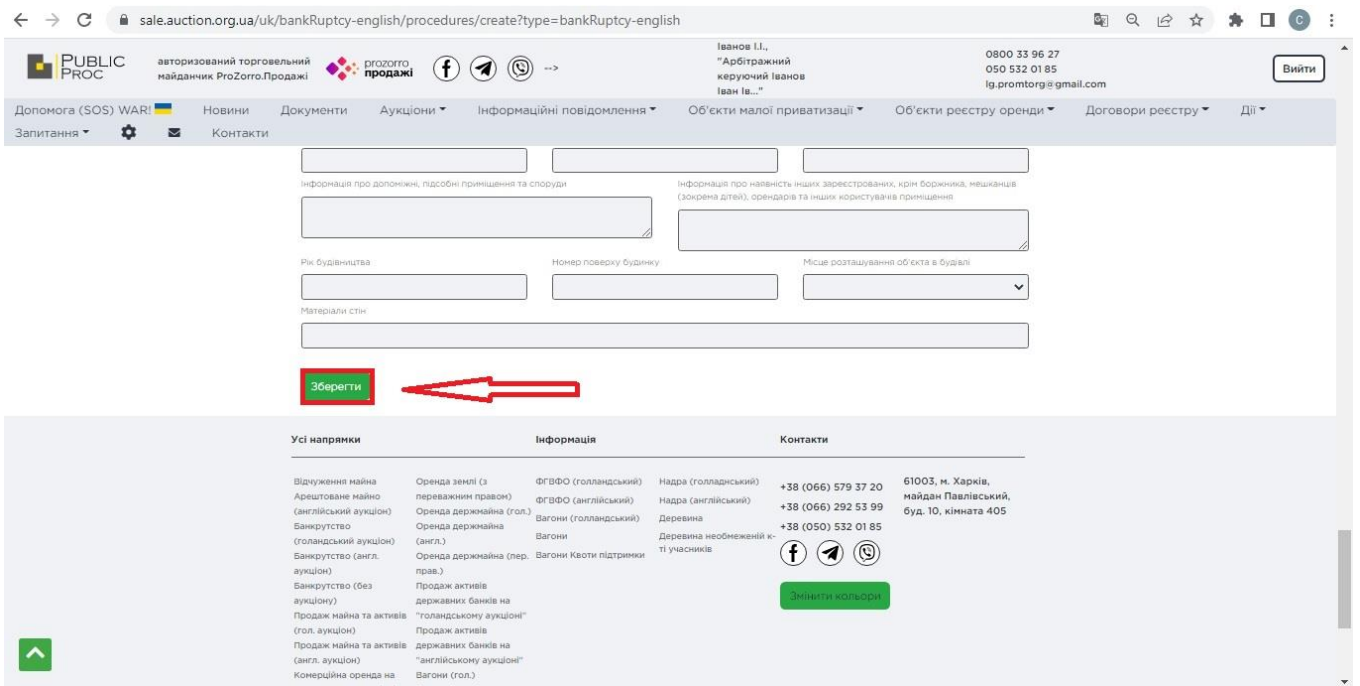 sale.auction.org.ua/uk/bankRuptcy-english/procedures/create?type=bankRuptcy-english
C
PUBLIC
PROC
авторизований торговельний
майданчик ProZorro.Продажі
prozorro
продажі
-->
Іванов І.І.,
"Арбітражний
керуючий Іванов
Іван Ів..."
0800 33 96 27
050 532 01 85
lg.promtorg@gmail.com
Вийти
Допомога (SOS) WAR! Новини Документи Аукціони Інформаційні повідомлення Об'єкти малої приватизації Об'єкти реєстру оренди Договори реєстру Дії
Запитання Контакти
Інформація про допоміжні, підсобні приміщення та споруди
Інформація про наявність інших зареєстрованих, крім боржника, мешканців
(зокрема дітей), орендарів та інших користувачів приміщення
Рік будівництва Номер поверху будинку Місце розташування об'єкта в будівлі
Матеріали стін
Зберегти
Усі напрямки
Відчуження майна
Арештоване майно
(англійський аукціон)
Банкрутство
(голандський аукціон)
Банкрутство (англ.
аукціон)
Банкрутство (без
аукціону)
Продаж майна та активів
(гол. аукціон)
Продаж майна та активів
(англ. аукціон)
Комерційна оренда на
Оренда землі (з
переважним правом)
Оренда держмайна (гол.)
Оренда держмайна
(англ.)
Оренда держмайна (пер.
прав.)
Продаж активів
державних банків на
"голандському аукціоні"
Продаж активів
державних банків на
"англійському аукціоні"
Вагони (гол.)
Інформація
ФГВФО (голландський)
ФГВФО (англійський)
Вагони (голландський)
Вагони
Вагони Квоти підтримки
Надра (голладнський)
Надра (англійський)
Деревина
Деревина необмеженій к-
ті учасників
Контакти
+38 (066) 579 37 20
+38 (066) 292 53 99
+38 (050) 532 01 85
61003, м. Харків,
майдан Павлівський,
буд. 10, кімната 405
Змінити кольори